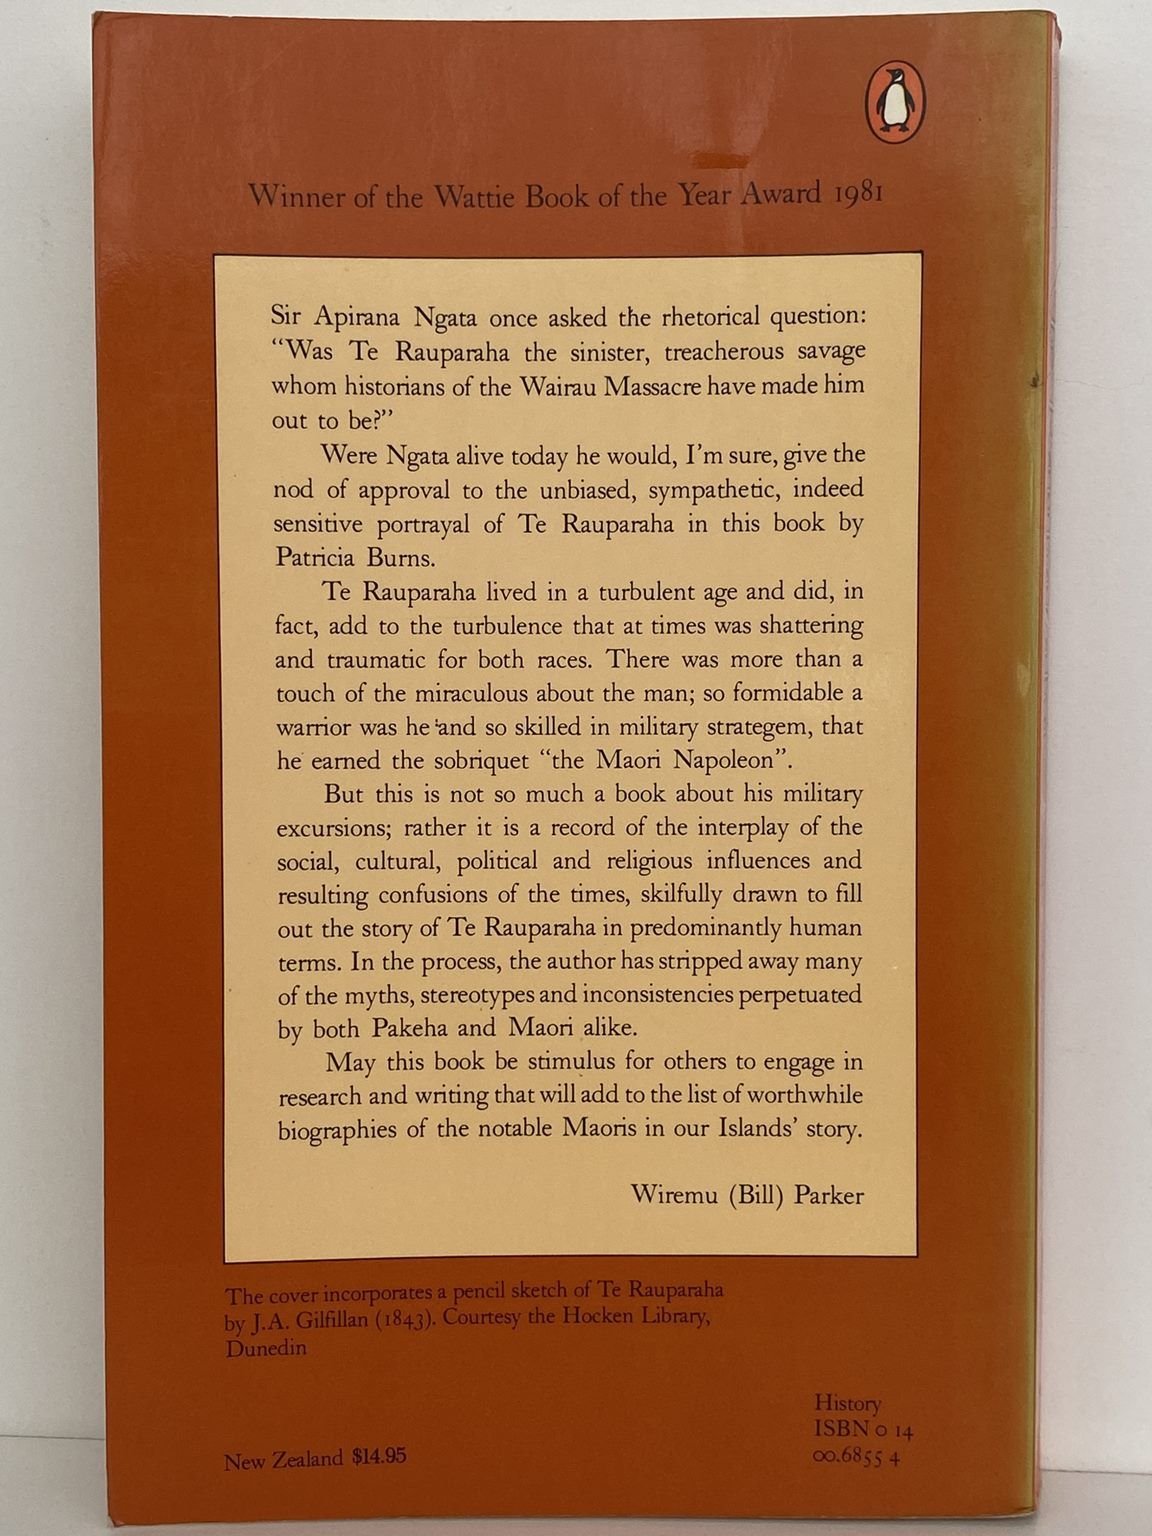 Winner of the Wattie Book of the Year Award 1981
Sir Apirana Ngata once asked the rhetorical question:
“Was Te Rauparaha the sinister, treacherous savage
whom historians of the Wairau Massacre have made him
out to be?”
Were Ngata alive today he would, I’m sure, give the
nod of approval to the unbiased, sympathetic, indeed
sensitive portrayal of Te Rauparaha in this book by
Patricia Burns.
Te Rauparaha lived in a turbulent age and did, in
fact, add to the turbulence that at times was shattering
and traumatic for both races. There was more than a
touch of the miraculous about the man; so formidable a
warrior was he and so skilled in military strategem, that
he earned the sobriquet “the Maori Napoleon”.
But this is not so much a book about his military
excursions; rather it is a record of the interplay of the
social, cultural, political and religious influences and
resulting confusions of the times, skilfully drawn to fill
out the story of Te Rauparaha in predominantly human
terms. In the process, the author has stripped away many
of the myths, stereotypes and inconsistencies perpetuated
by both Pakeha and Maori alike.
May this book be stimulus for others to engage in
research and writing that will add to the list of worthwhile
biographies of the notable Maoris in our Islands’ story.
Wiremu (Bill) Parker
The cover incorporates a pencil sketch of Te Rauparaha
by J.A. Gilfillan (1843). Courtesy the Hocken Library,
Dunedin
History
ISBN 0 14
00.6855 4
New Zealand $14.95